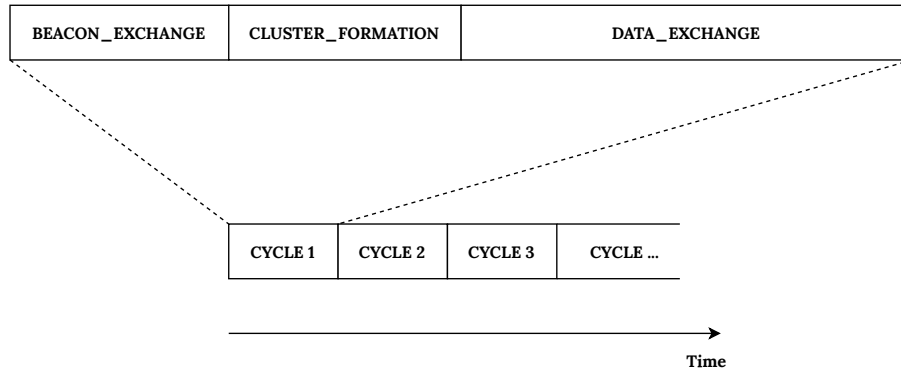 BEACON_EXCHANGE CLUSTER_FORMATION DATA_EXCHANGE
CYCLE 1 CYCLE 2 CYCLE 3 CYCLE ...
Time